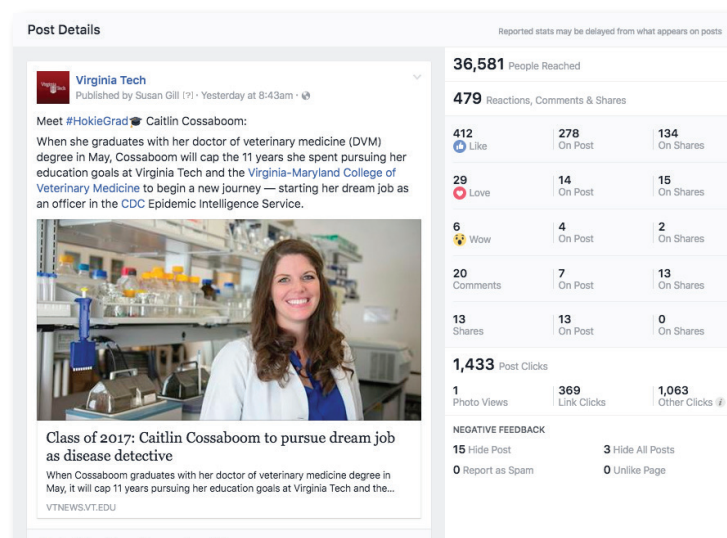 Post Details
Reported stats may be delayed from what appears on posts
Virginia Tech
Published by Susan Gill [?] · Yesterday at 8:43am ·
Meet #HokieGrad🎓 Caitlin Cossaboom:
When she graduates with her doctor of veterinary medicine (DVM)
degree in May, Cossaboom will cap the 11 years she spent pursuing her
education goals at Virginia Tech and the Virginia-Maryland College of
Veterinary Medicine to begin a new journey — starting her dream job as
an officer in the CDC Epidemic Intelligence Service.
Class of 2017: Caitlin Cossaboom to pursue dream job
as disease detective
When Cossaboom graduates with her doctor of veterinary medicine degree in
May, it will cap 11 years pursuing her education goals at Virginia Tech and the...
VTNEWS.VT.EDU
36,581 People Reached
479 Reactions, Comments & Shares
412 278 134
Like On Post On Shares
29 14 15
Love On Post On Shares
6 4 2
Wow On Post On Shares
20 7 13
Comments On Post On Shares
13 13 0
Shares On Post On Shares
1,433 Post Clicks
1 369 1,063
Photo Views Link Clicks Other Clicks i
NEGATIVE FEEDBACK
15 Hide Post 3 Hide All Posts
0 Report as Spam 0 Unlike Page